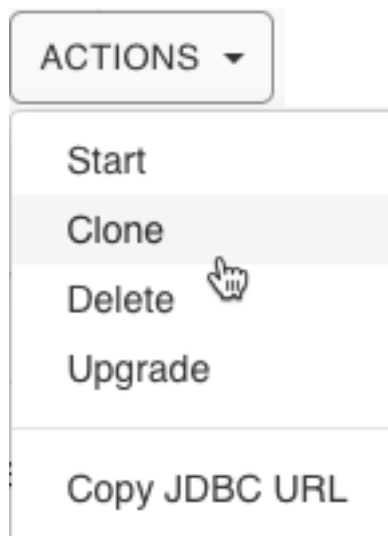 ACTIONS
Start
Clone
Delete
Upgrade
Copy JDBC URL